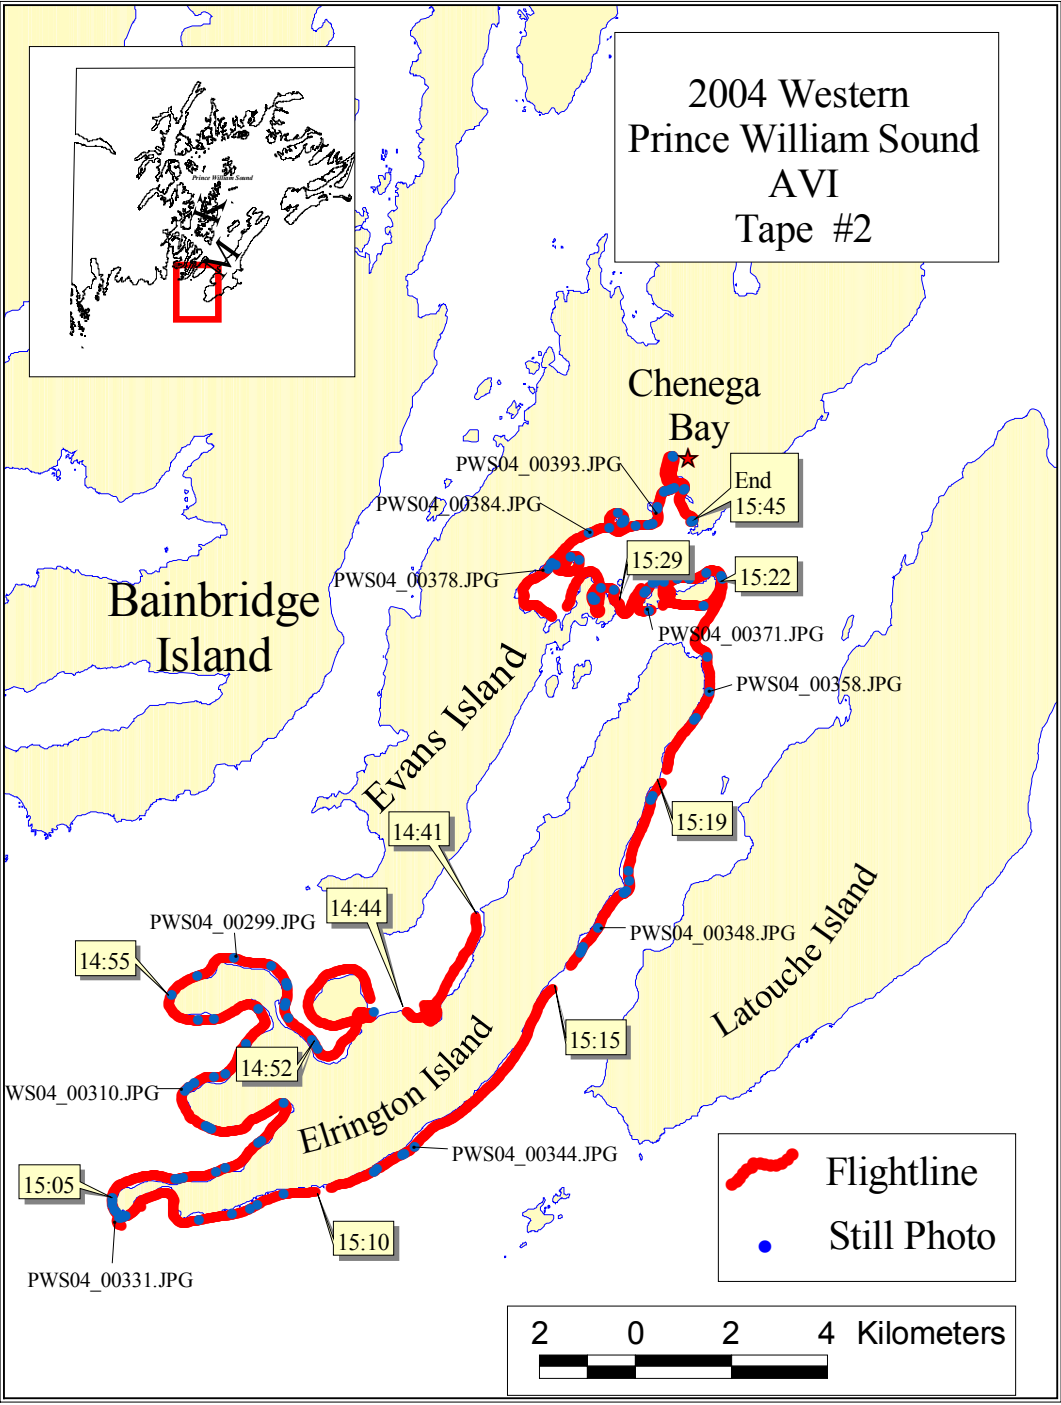 2004 Western
Prince William Sound
AVI
Tape #2
Prince William Sound
Chenega
Bay
PWS04_00393.JPG
End
15:45
PWS04_00384.JPG
15:29
15:22
PWS04_00378.JPG
Bainbridge
Island
PWS04_00371.JPG
PWS04_00358.JPG
Evans Island
15:19
14:41
14:44
PWS04_00299.JPG
PWS04_00348.JPG
Latouche Island
14:55
15:15
14:52
Elrington Island
WS04_00310.JPG
PWS04_00344.JPG
15:05
15:10
PWS04_00331.JPG
Flightline
Still Photo
2 0 2 4 Kilometers